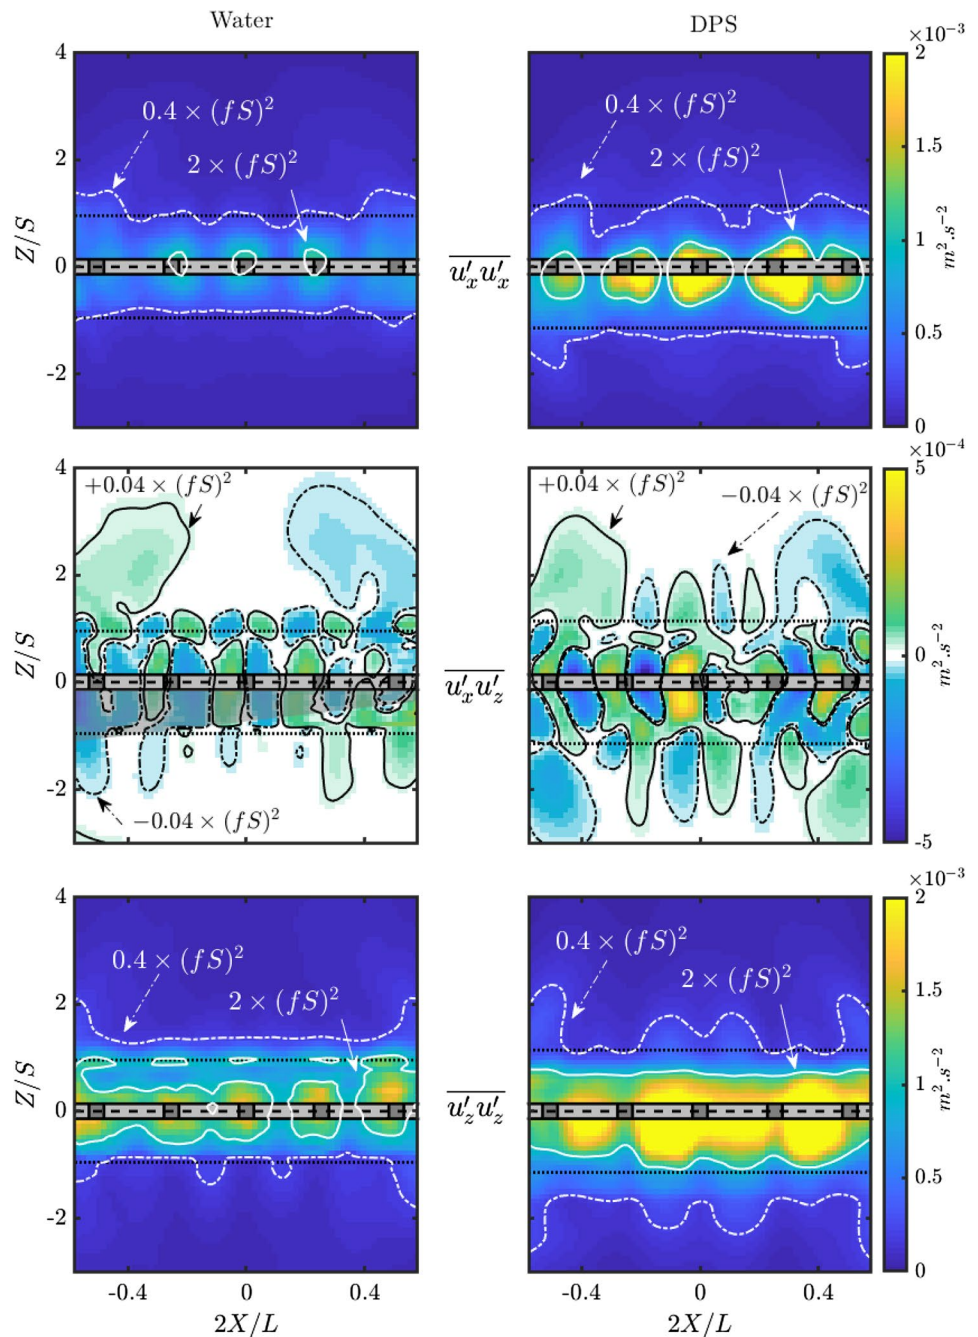 Water
DPS
×10⁻³
4
2
0
-2
Z/S
0.4 × (fS)²
2 × (fS)²
u′ₓu′ₓ
0.4 × (fS)²
2 × (fS)²
2
1.5
1
0.5
0
m².s⁻²
4
2
0
-2
Z/S
+0.04 × (fS)²
-0.04 × (fS)²
u′ₓu′_z
+0.04 × (fS)²
-0.04 × (fS)²
×10⁻⁴
5
0
-5
m².s⁻²
4
2
0
-2
Z/S
0.4 × (fS)²
2 × (fS)²
u′_zu′_z
0.4 × (fS)²
2 × (fS)²
×10⁻³
2
1.5
1
0.5
0
m².s⁻²
-0.4 0 0.4
-0.4 0 0.4
2X/L
2X/L